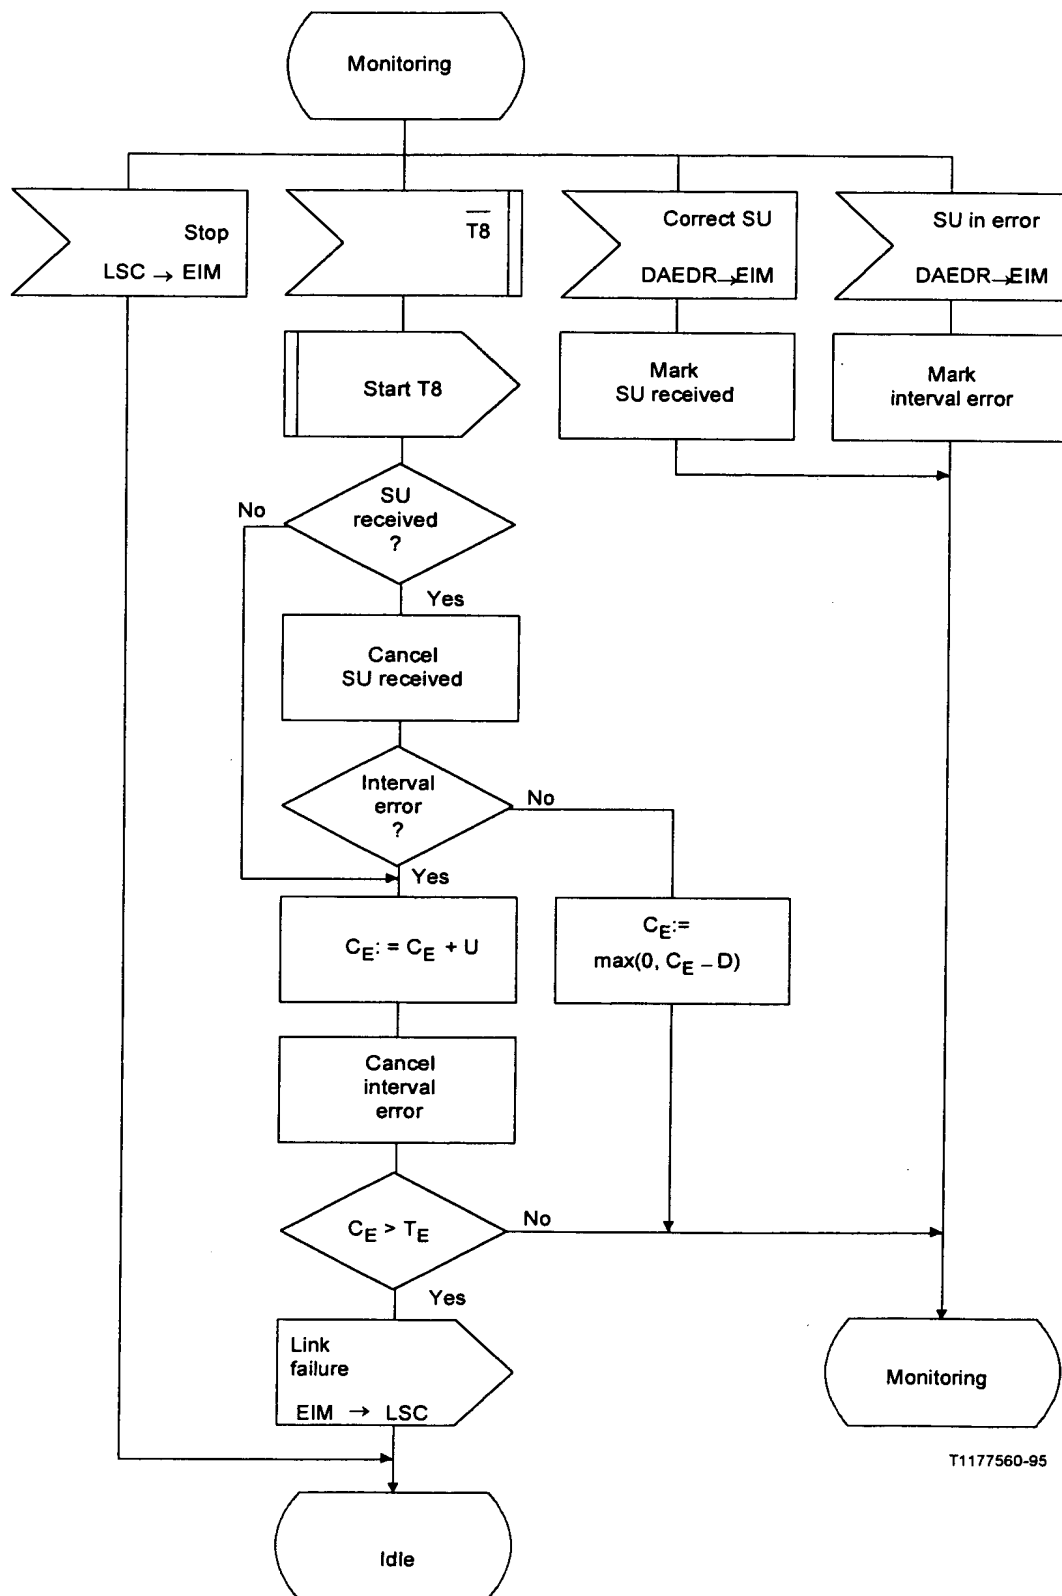 Monitoring
Stop
LSC → EIM
T8
Correct SU
DAEDR→EIM
SU in error
DAEDR→EIM
Start T8
Mark
SU received
Mark
interval error
SU
received
?
No
Yes
Cancel
SU received
Interval
error
?
No
Yes
CE: = CE + U
CE:=
max(0, CE – D)
Cancel
interval
error
CE > TE
No
Yes
Link
failure
EIM → LSC
Monitoring
T1177560-95
Idle